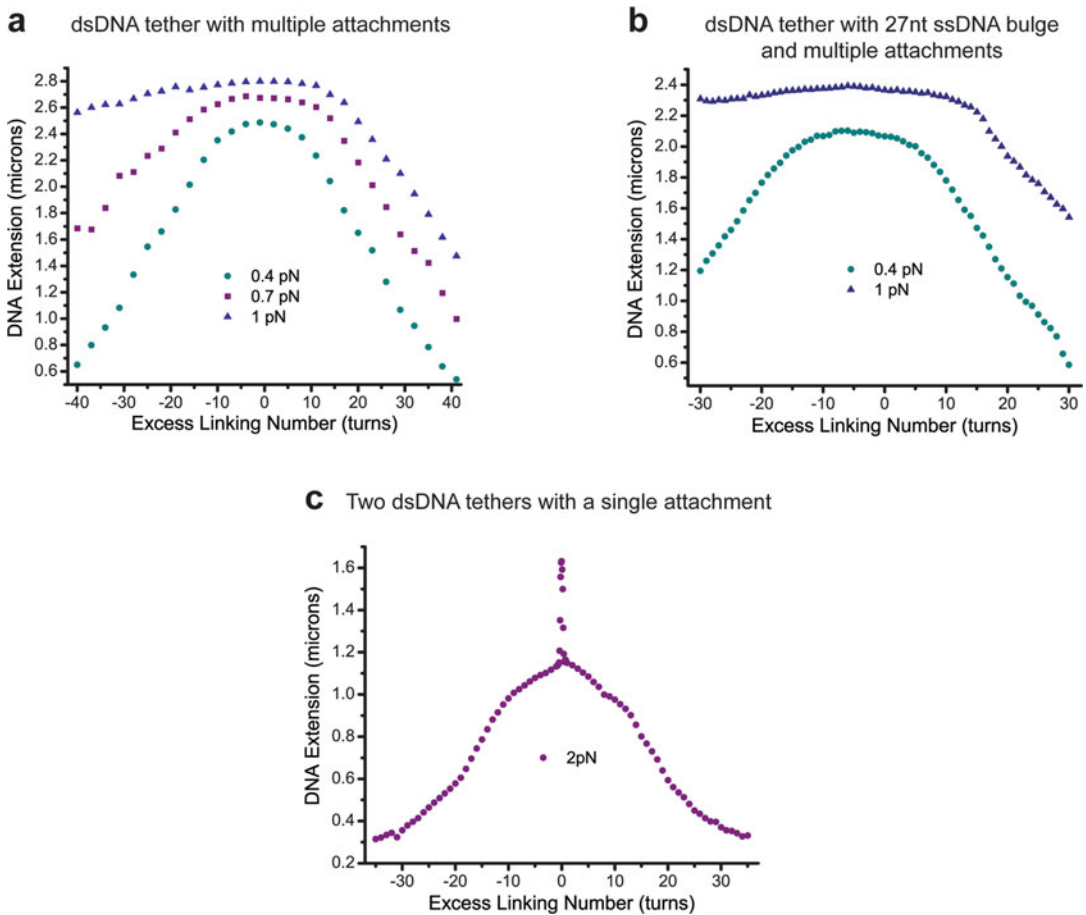 a dsDNA tether with multiple attachments
DNA Extension (microns)
2.8
2.6
2.4
2.2
2.0
1.8
1.6
1.4
1.2
1.0
0.8
0.6
0.4 pN
0.7 pN
1 pN
-40 -30 -20 -10 0 10 20 30 40
Excess Linking Number (turns)
b dsDNA tether with 27nt ssDNA bulge
and multiple attachments
DNA Extension (microns)
2.4
2.2
2.0
1.8
1.6
1.4
1.2
1.0
0.8
0.6
0.4 pN
1 pN
-30 -20 -10 0 10 20 30
Excess Linking Number (turns)
c Two dsDNA tethers with a single attachment
DNA Extension (microns)
1.6
1.4
1.2
1.0
0.8
0.6
0.4
0.2
2pN
-30 -20 -10 0 10 20 30
Excess Linking Number (turns)